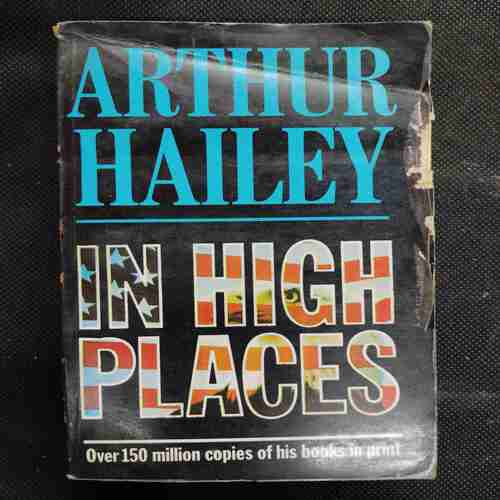 ARTHUR
HAILEY
IN HIGH
PLACES
Over 150 million copies of his books in print